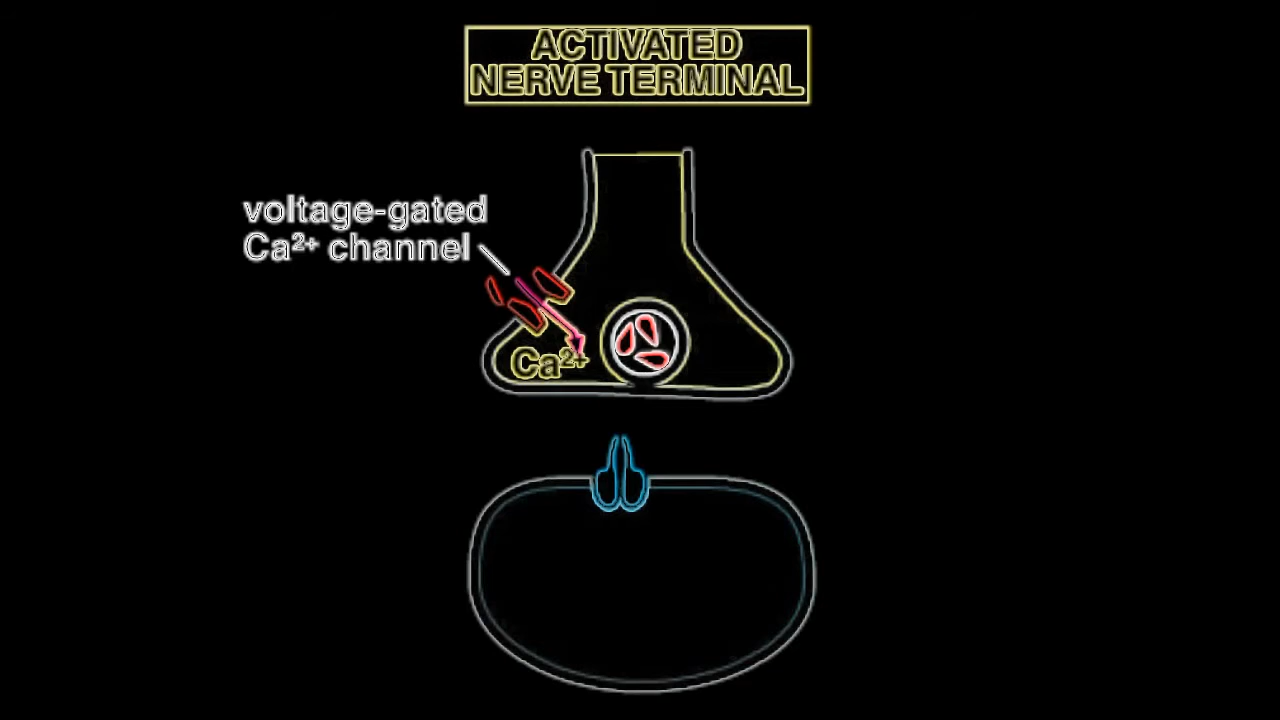 ACTIVATED
NERVE TERMINAL
voltage-gated
Ca²⁺ channel
Ca²⁺